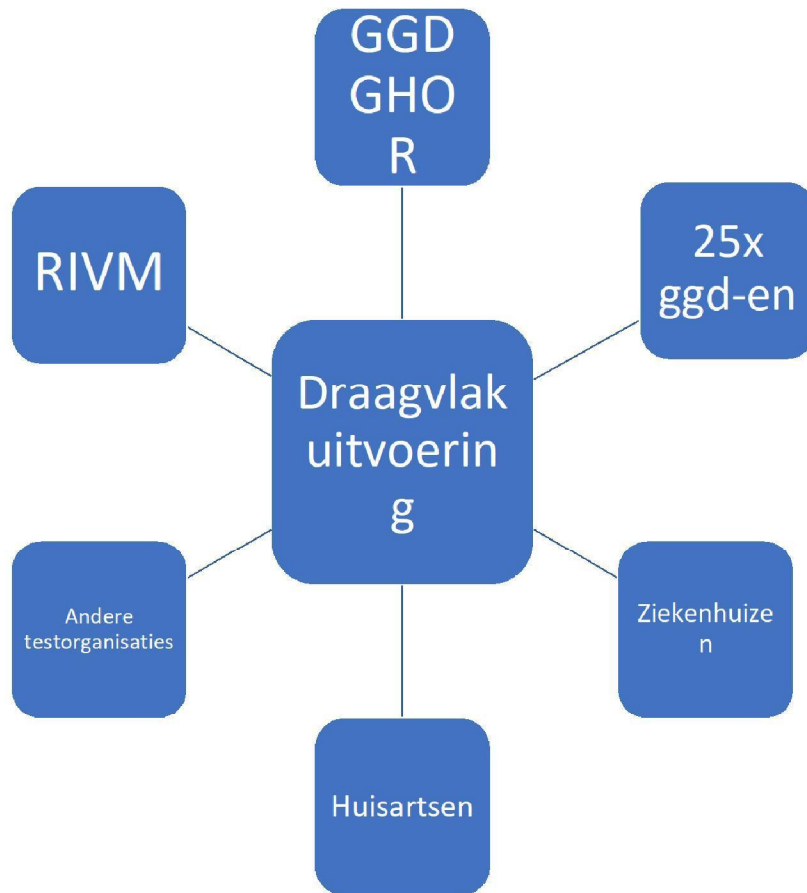 GGD
GHO
R
RIVM
25x
ggd-en
Draagvlak
uitvoerin
g
Andere
testorganisaties
Ziekenhuize
n
Huisartsen